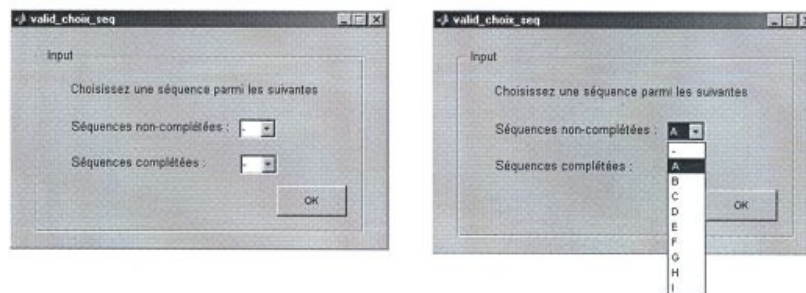 valid_choix_seq
Input
Choisissez une séquence parmi les suivantes
Séquences non-complétées : -
Séquences complétées : -
OK
valid_choix_seq
Input
Choisissez une séquence parmi les suivantes
Séquences non-complétées : A
-
Séquences complétées :
A
B
C
D
E
F
G
H
I
OK